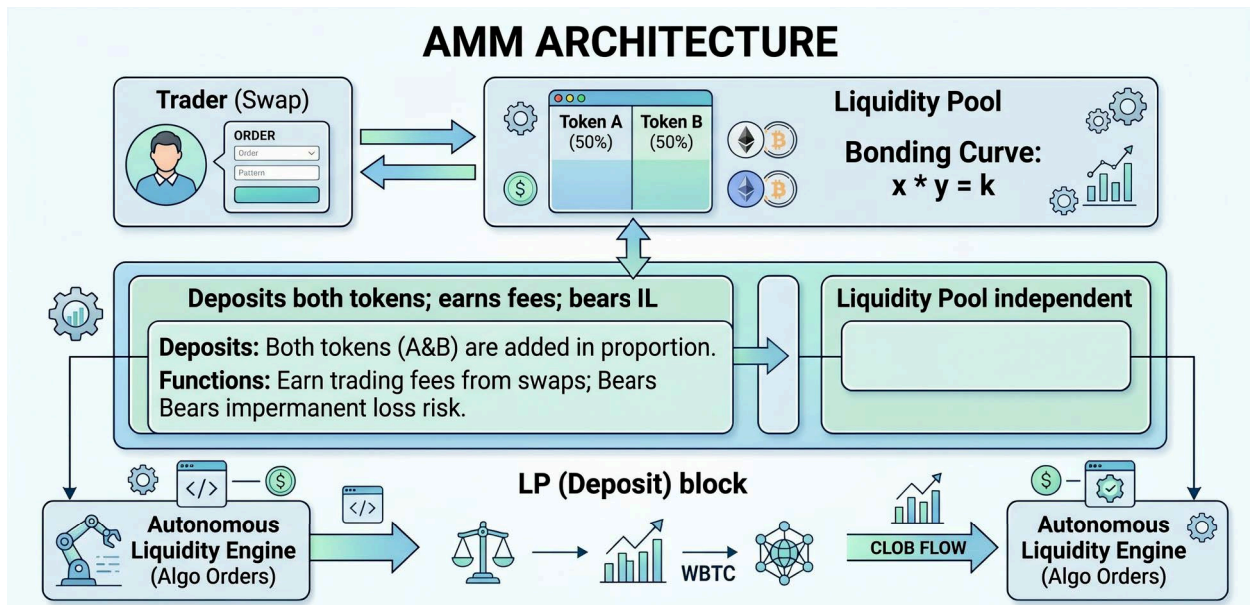 AMM ARCHITECTURE
Trader (Swap)
ORDER
Order
Pattern
Token A
(50%)
Token B
(50%)
Liquidity Pool
Bonding Curve:
x * y = k
Deposits both tokens; earns fees; bears IL
Deposits: Both tokens (A&B) are added in proportion.
Functions: Earn trading fees from swaps; Bears
Bears impermanent loss risk.
Liquidity Pool independent
LP (Deposit) block
Autonomous
Liquidity Engine
(Algo Orders)
WBTC
CLOB FLOW
Autonomous
Liquidity Engine
(Algo Orders)